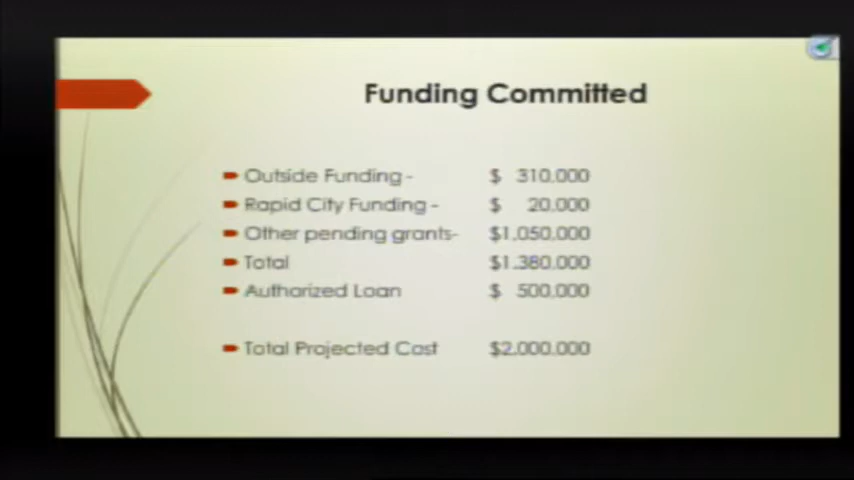 Funding Committed
Outside Funding - $ 310,000
Rapid City Funding - $ 20,000
Other pending grants- $1,050,000
Total $1,380,000
Authorized Loan $ 500,000
Total Projected Cost $2,000,000